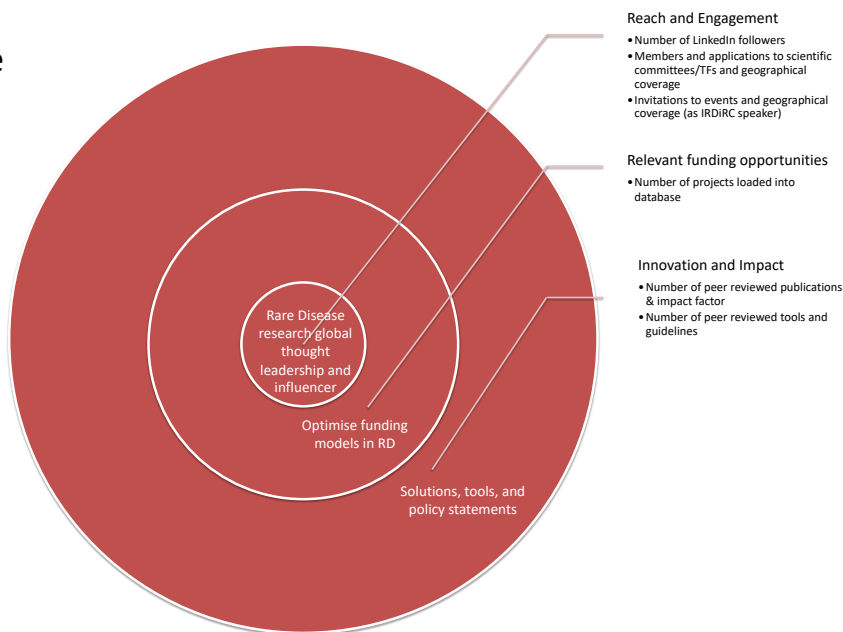 e
Reach and Engagement
•Number of LinkedIn followers
•Members and applications to scientific
committees/TFs and geographical
coverage
•Invitations to events and geographical
coverage (as IRDiRC speaker)
Relevant funding opportunities
•Number of projects loaded into
database
Innovation and Impact
•Number of peer reviewed publications
& impact factor
•Number of peer reviewed tools and
guidelines
Rare Disease
research global
thought
leadership and
influencer
Optimise funding
models in RD
Solutions, tools, and
policy statements